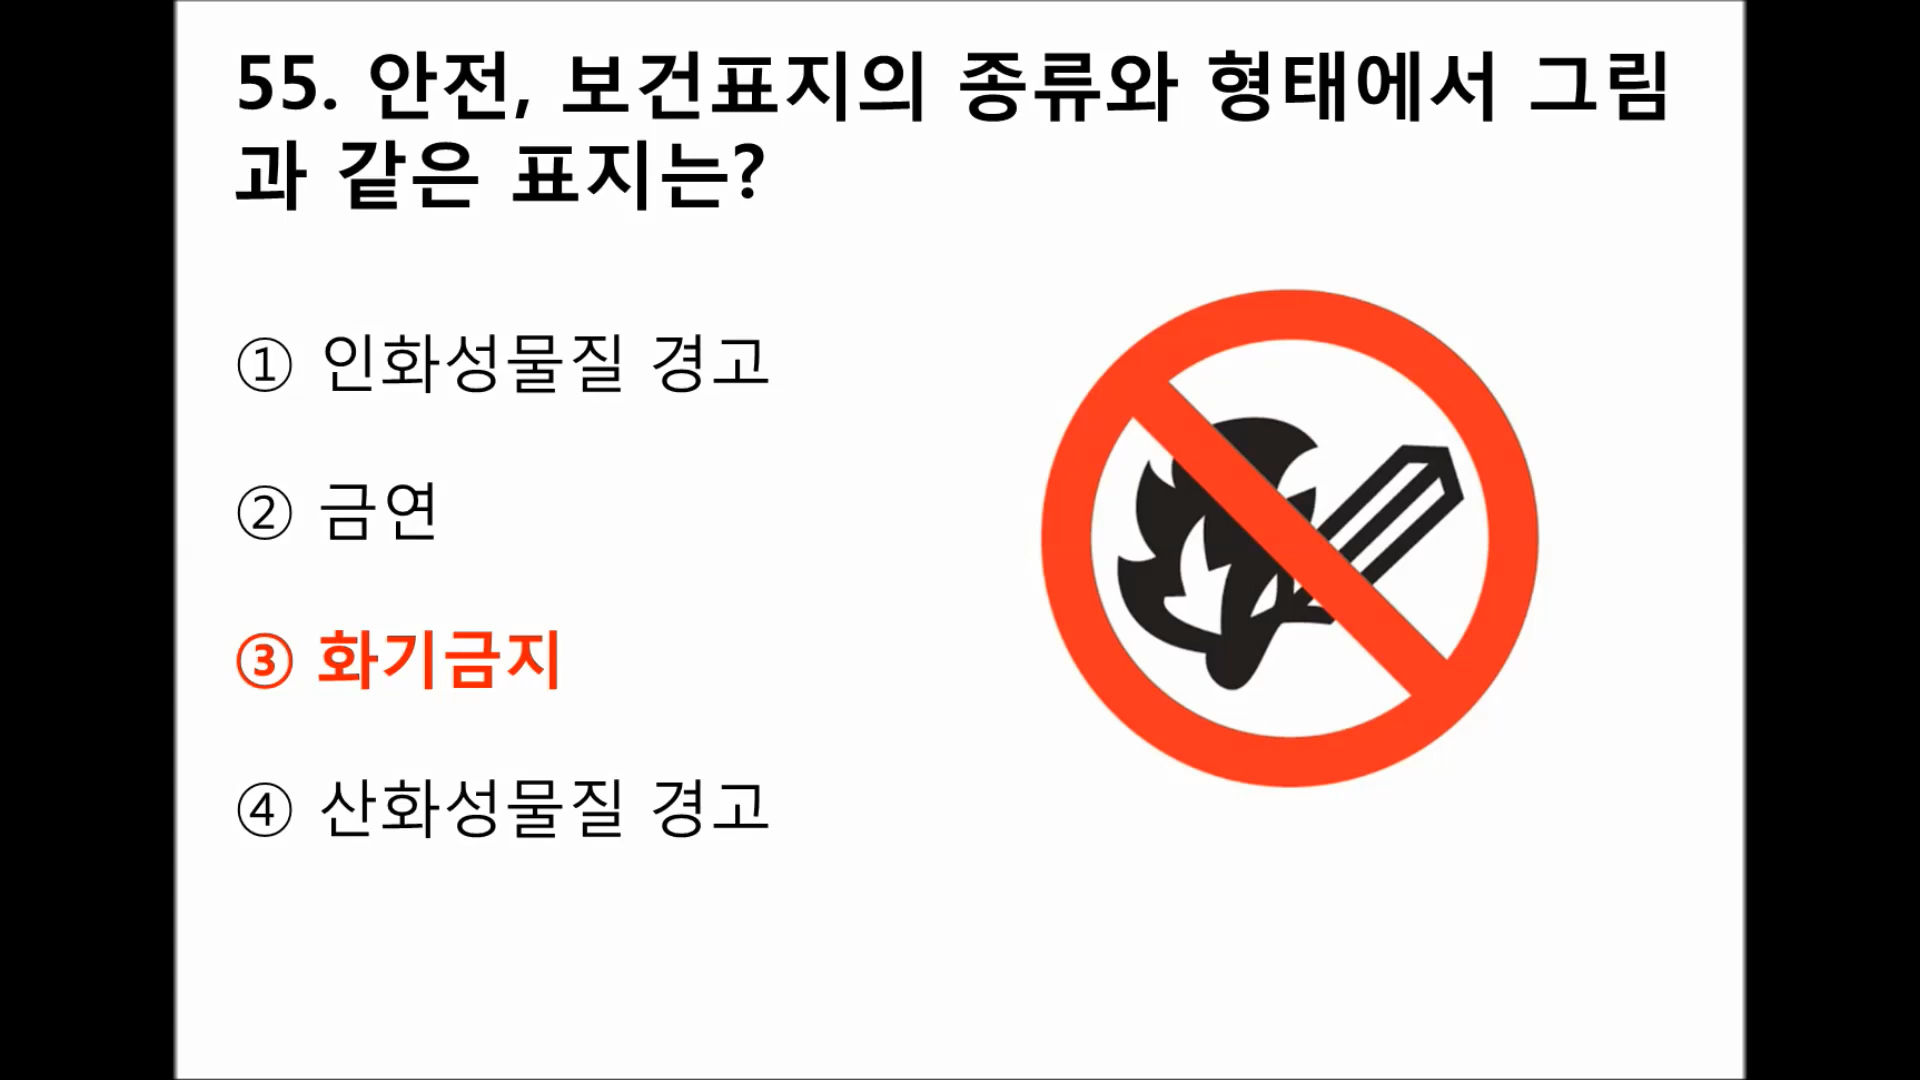 55. 안전, 보건표지의 종류와 형태에서 그림
과 같은 표지는?
① 인화성물질 경고
② 금연
③ 화기금지
④ 산화성물질 경고